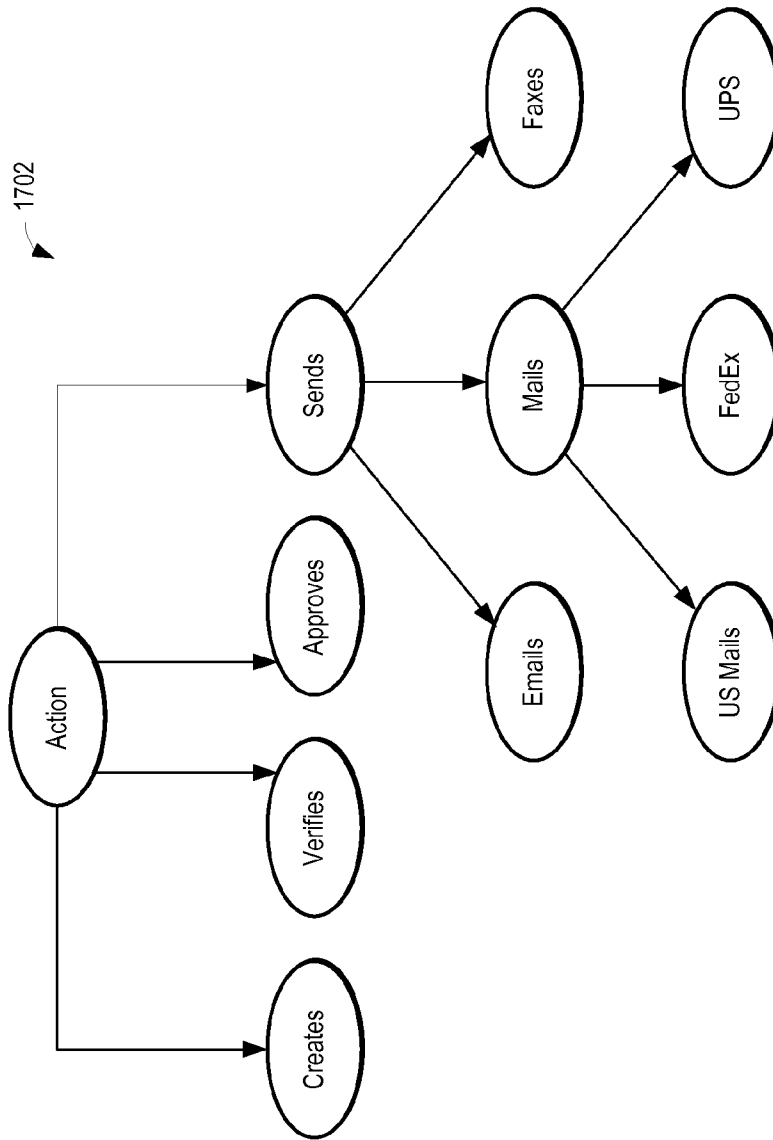 1702
Action
Creates
Verifies
Approves
Sends
Emails
Mails
Faxes
US Mails
FedEx
UPS